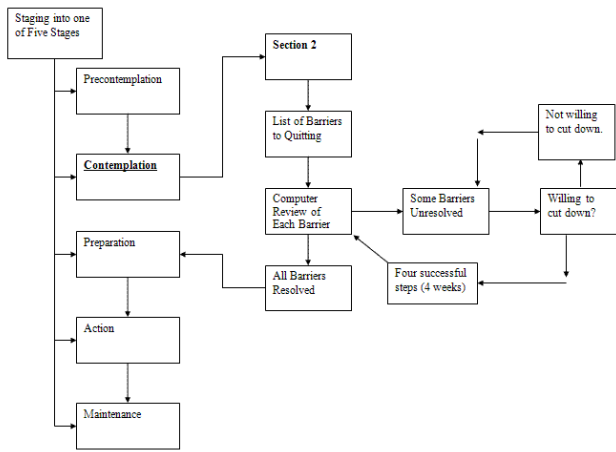 Staging into one
of Five Stages
Precontemplation
Contemplation
Preparation
Action
Maintenance
Section 2
List of Barriers
to Quitting
Computer
Review of
Each Barrier
All Barriers
Resolved
Some Barriers
Unresolved
Four successful
steps (4 weeks)
Not willing
to cut down.
Willing to
cut down?